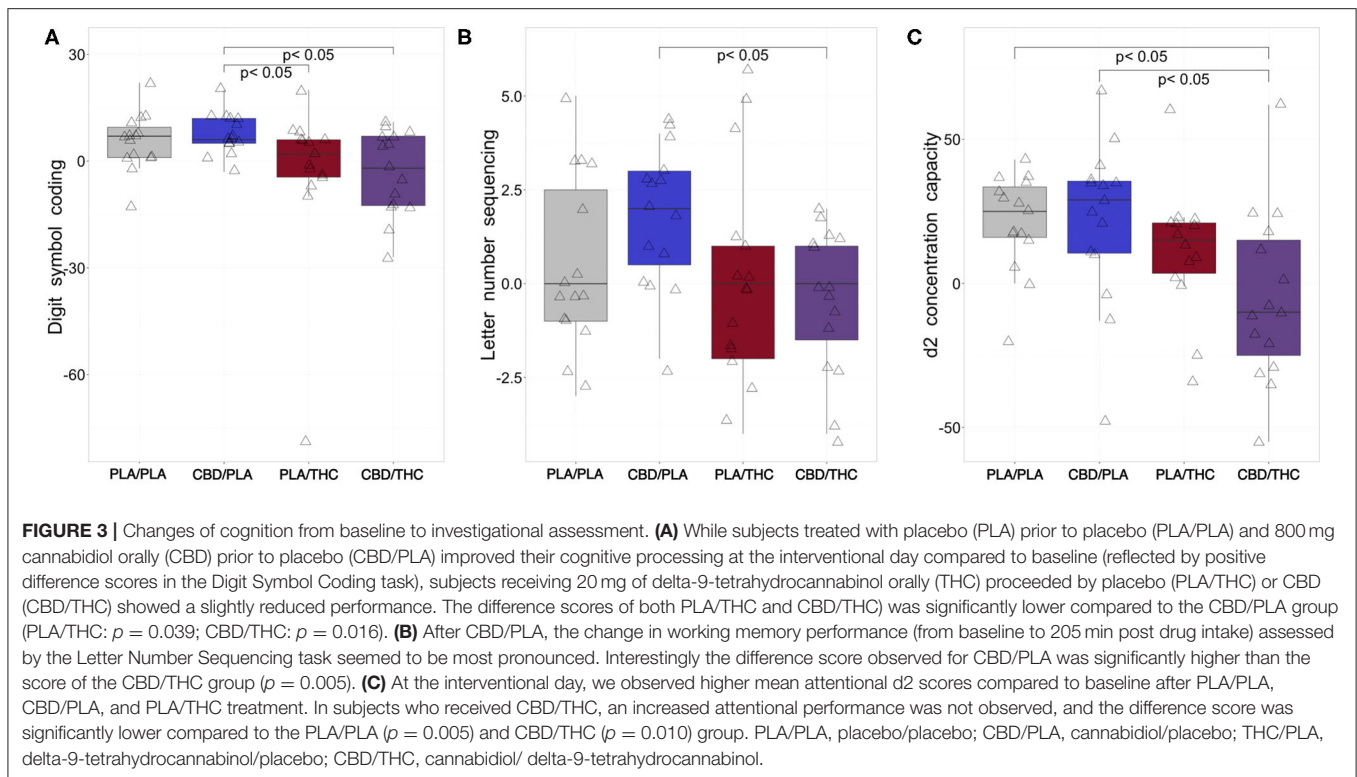 A
B
C
p< 0.05
p< 0.05
p< 0.05
p< 0.05
p< 0.05
30
0
-30
-60
Digit symbol coding
PLA/PLA CBD/PLA PLA/THC CBD/THC
5.0
2.5
0.0
-2.5
Letter number sequencing
PLA/PLA CBD/PLA PLA/THC CBD/THC
50
0
-50
d2 concentration capacity
PLA/PLA CBD/PLA PLA/THC CBD/THC
FIGURE 3 | Changes of cognition from baseline to investigational assessment. (A) While subjects treated with placebo (PLA) prior to placebo (PLA/PLA) and 800 mg
cannabidiol orally (CBD) prior to placebo (CBD/PLA) improved their cognitive processing at the interventional day compared to baseline (reflected by positive
difference scores in the Digit Symbol Coding task), subjects receiving 20 mg of delta-9-tetrahydrocannabinol orally (THC) proceeded by placebo (PLA/THC) or CBD
(CBD/THC) showed a slightly reduced performance. The difference scores of both PLA/THC and CBD/THC) was significantly lower compared to the CBD/PLA group
(PLA/THC: p = 0.039; CBD/THC: p = 0.016). (B) After CBD/PLA, the change in working memory performance (from baseline to 205 min post drug intake) assessed
by the Letter Number Sequencing task seemed to be most pronounced. Interestingly the difference score observed for CBD/PLA was significantly higher than the
score of the CBD/THC group (p = 0.005). (C) At the interventional day, we observed higher mean attentional d2 scores compared to baseline after PLA/PLA,
CBD/PLA, and PLA/THC treatment. In subjects who received CBD/THC, an increased attentional performance was not observed, and the difference score was
significantly lower compared to the PLA/PLA (p = 0.005) and CBD/THC (p = 0.010) group. PLA/PLA, placebo/placebo; CBD/PLA, cannabidiol/placebo; THC/PLA,
delta-9-tetrahydrocannabinol/placebo; CBD/THC, cannabidiol/ delta-9-tetrahydrocannabinol.